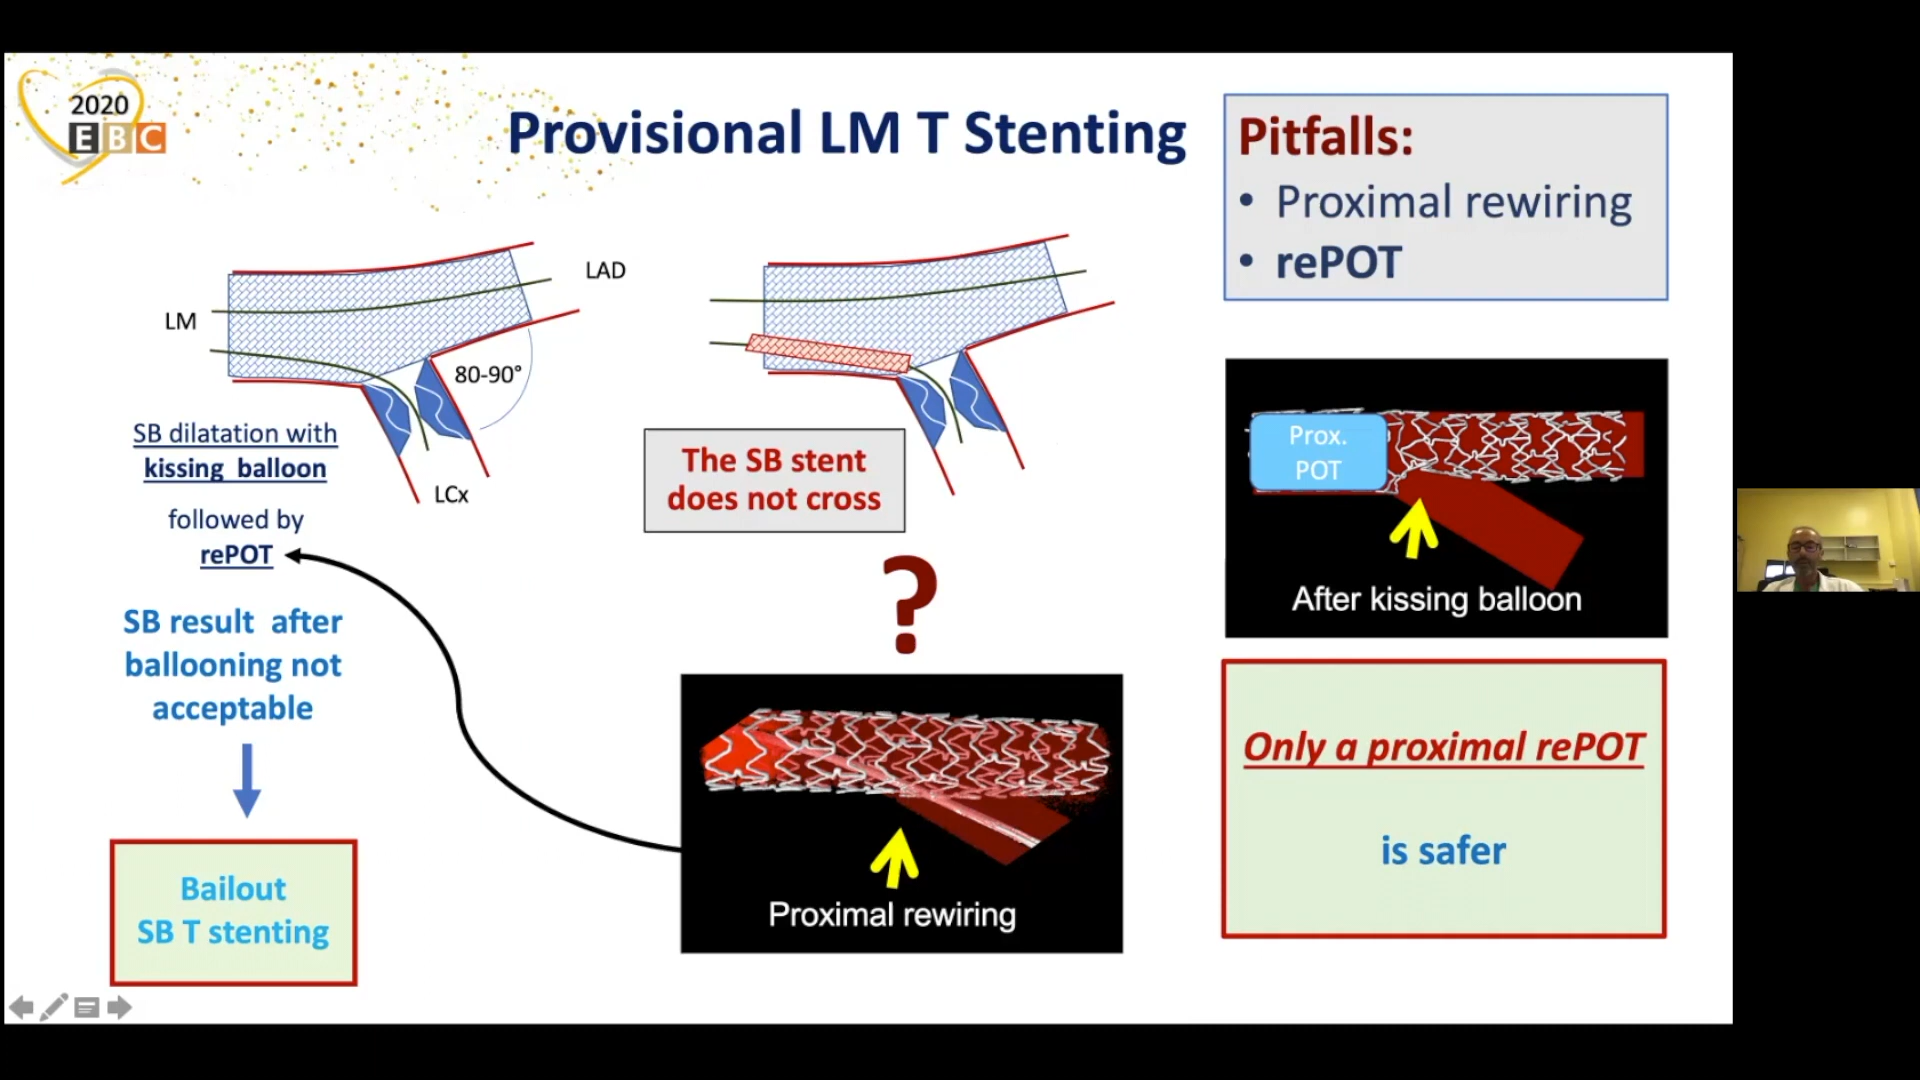 2020
EBC
Provisional LM T Stenting
Pitfalls:
• Proximal rewiring
• rePOT
LAD
LM
80-90°
LCx
SB dilatation with
kissing balloon
followed by
rePOT
SB result after
ballooning not
acceptable
Bailout
SB T stenting
The SB stent
does not cross
?
Proximal rewiring
Prox.
POT
After kissing balloon
Only a proximal rePOT
is safer